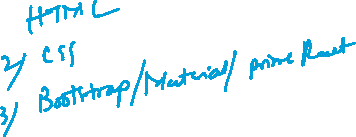 HTML
2) CSS
3) Bootstrap/Material/ prime React